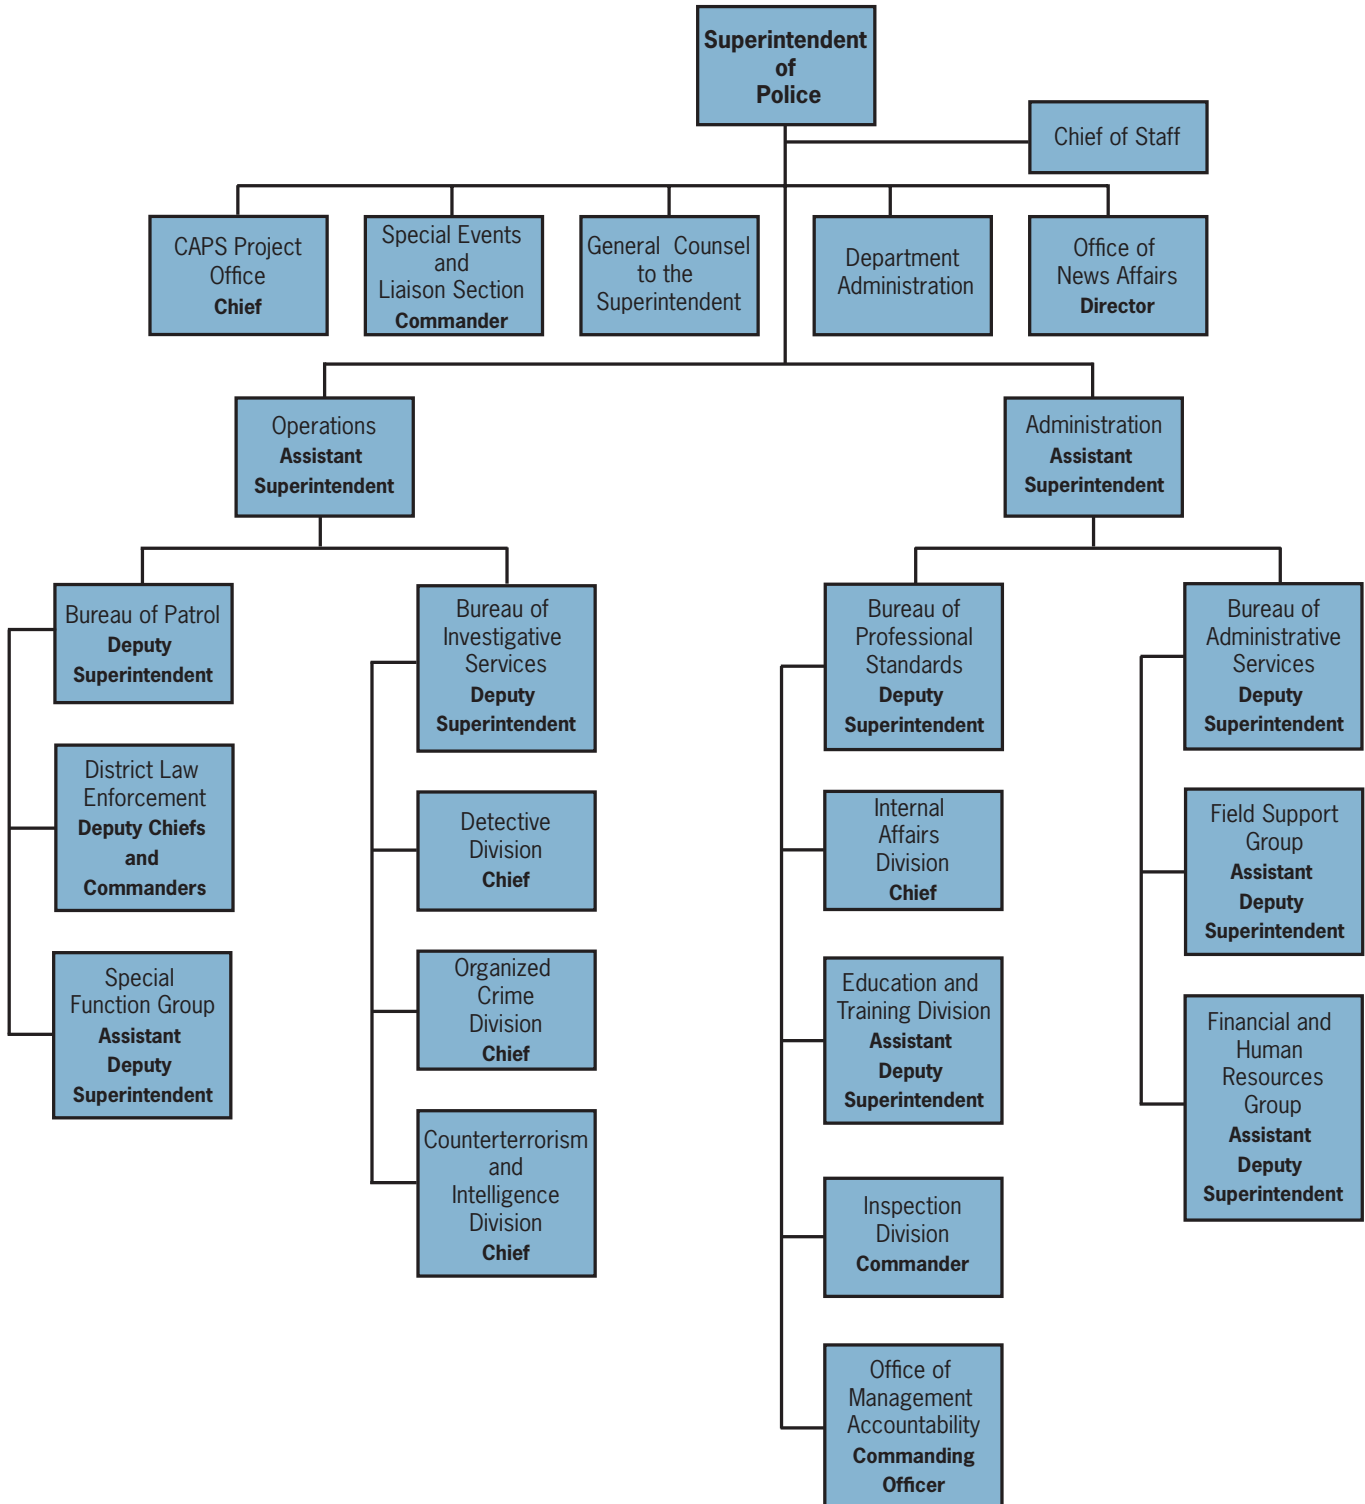 Superintendent
of
Police
Chief of Staff
CAPS Project
Office
Chief
Special Events
and
Liaison Section
Commander
General Counsel
to the
Superintendent
Department
Administration
Office of
News Affairs
Director
Operations
Assistant
Superintendent
Administration
Assistant
Superintendent
Bureau of Patrol
Deputy
Superintendent
District Law
Enforcement
Deputy Chiefs
and
Commanders
Special
Function Group
Assistant
Deputy
Superintendent
Bureau of
Investigative
Services
Deputy
Superintendent
Detective
Division
Chief
Organized
Crime
Division
Chief
Counterterrorism
and
Intelligence
Division
Chief
Bureau of
Professional
Standards
Deputy
Superintendent
Internal
Affairs
Division
Chief
Education and
Training Division
Assistant
Deputy
Superintendent
Inspection
Division
Commander
Office of
Management
Accountability
Commanding
Officer
Bureau of
Administrative
Services
Deputy
Superintendent
Field Support
Group
Assistant
Deputy
Superintendent
Financial and
Human
Resources
Group
Assistant
Deputy
Superintendent